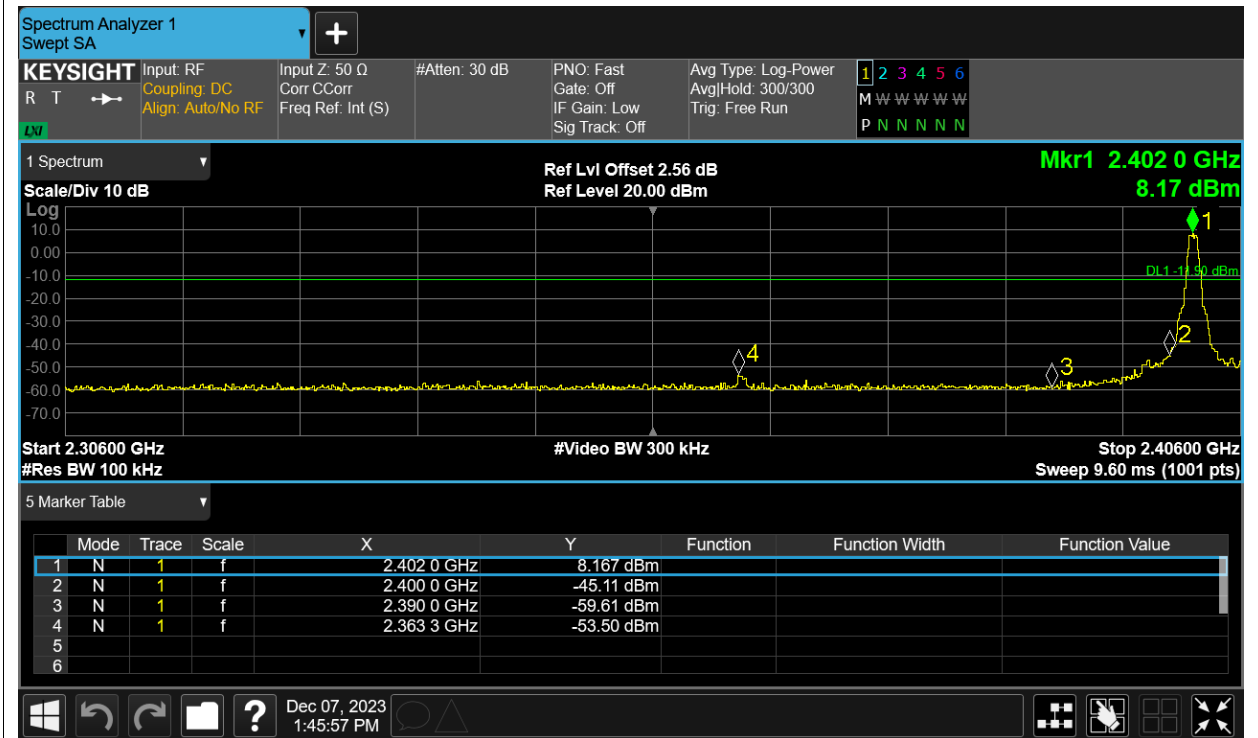 Spectrum Analyzer 1
Swept SA
+
KEYSIGHT Input: RF Input Z: 50 Ω #Atten: 30 dB PNO: Fast Avg Type: Log-Power 1 2 3 4 5 6
R T Coupling: DC Corr CCorr Gate: Off Avg|Hold: 300/300 M W W W W W
Align: Auto/No RF Freq Ref: Int (S) IF Gain: Low Trig: Free Run
LXI Sig Track: Off P N N N N N
1 Spectrum Ref Lvl Offset 2.56 dB Mkr1 2.402 0 GHz
Scale/Div 10 dB Ref Level 20.00 dBm 8.17 dBm
Log
1
10.0
0.00
-10.0 DL1 -11.90 dBm
-20.0
-30.0
-40.0 2
4
-50.0 3
-60.0
-70.0
Start 2.30600 GHz #Video BW 300 kHz Stop 2.40600 GHz
#Res BW 100 kHz Sweep 9.60 ms (1001 pts)
5 Marker Table
Mode Trace Scale X Y Function Function Width Function Value
1 N 1 f 2.402 0 GHz 8.167 dBm
2 N 1 f 2.400 0 GHz -45.11 dBm
3 N 1 f 2.390 0 GHz -59.61 dBm
4 N 1 f 2.363 3 GHz -53.50 dBm
5
6
? Dec 07, 2023
1:45:57 PM